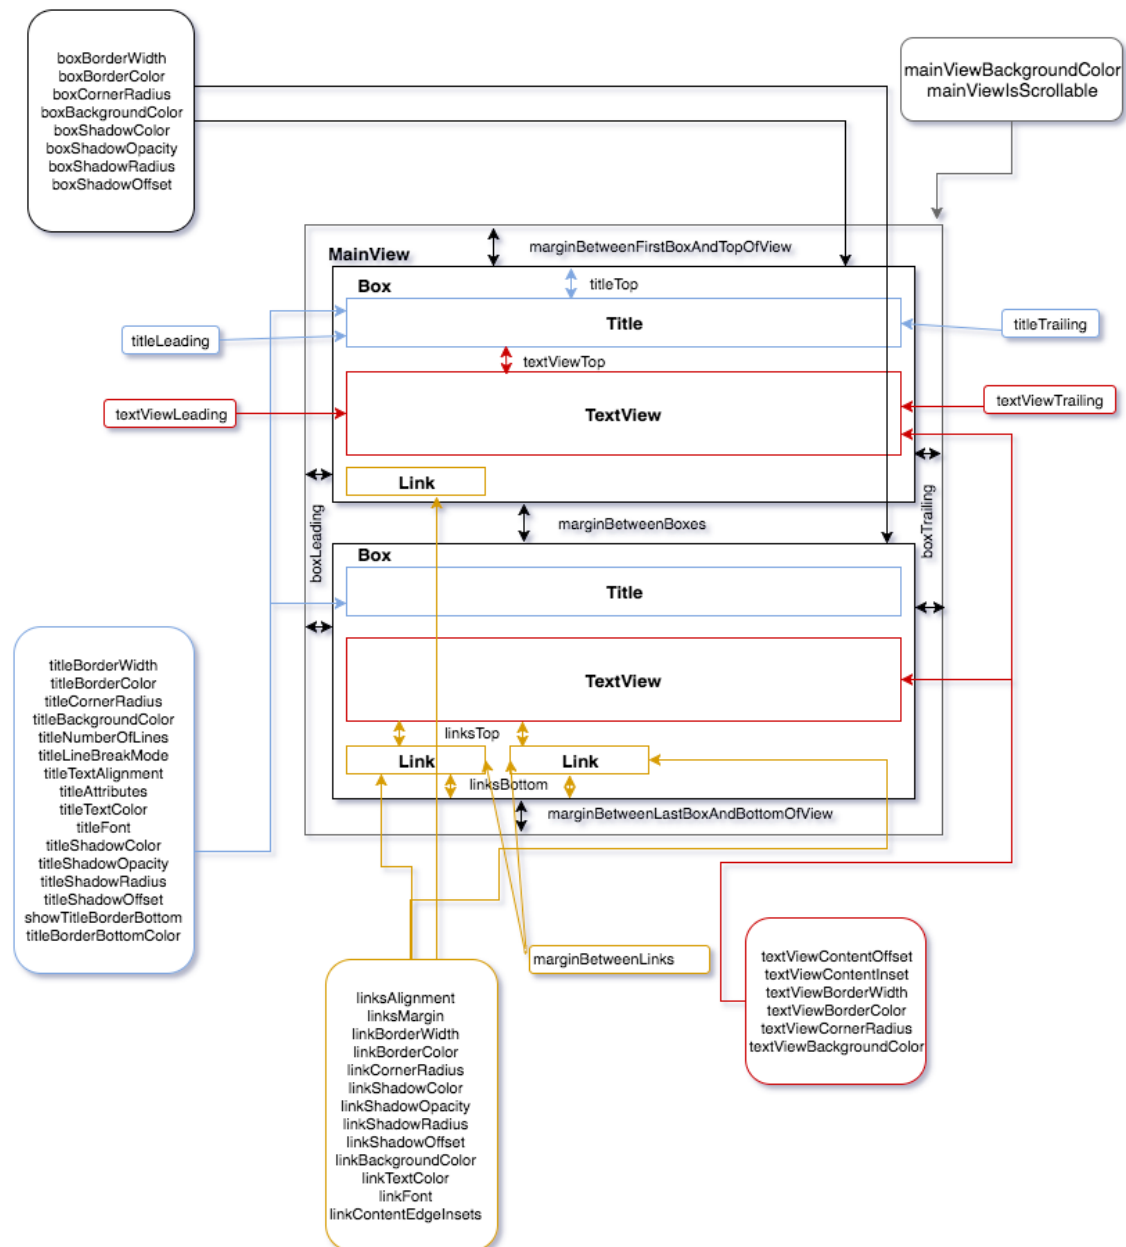 boxBorderWidth
boxBorderColor
boxCornerRadius
boxBackgroundColor
boxShadowColor
boxShadowOpacity
boxShadowRadius
boxShadowOffset
mainViewBackgroundColor
mainViewIsScrollable
marginBetweenFirstBoxAndTopOfView
MainView
Box
titleTop
Title
titleLeading
titleTrailing
textViewTop
textViewLeading
TextView
textViewTrailing
Link
boxLeading
boxTrailing
marginBetweenBoxes
Box
Title
TextView
linksTop
Link
Link
linksBottom
marginBetweenLastBoxAndBottomOfView
titleBorderWidth
titleBorderColor
titleCornerRadius
titleBackgroundColor
titleNumberOfLines
titleLineBreakMode
titleTextAlignment
titleAttributes
titleTextColor
titleFont
titleShadowColor
titleShadowOpacity
titleShadowRadius
titleShadowOffset
showTitleBorderBottom
titleBorderBottomColor
marginBetweenLinks
linksAlignment
linksMargin
linkBorderWidth
linkBorderColor
linkCornerRadius
linkShadowColor
linkShadowOpacity
linkShadowRadius
linkShadowOffset
linkBackgroundColor
linkTextColor
linkFont
linkContentEdgeInsets
textViewContentOffset
textViewContentInset
textViewBorderWidth
textViewBorderColor
textViewCornerRadius
textViewBackgroundColor